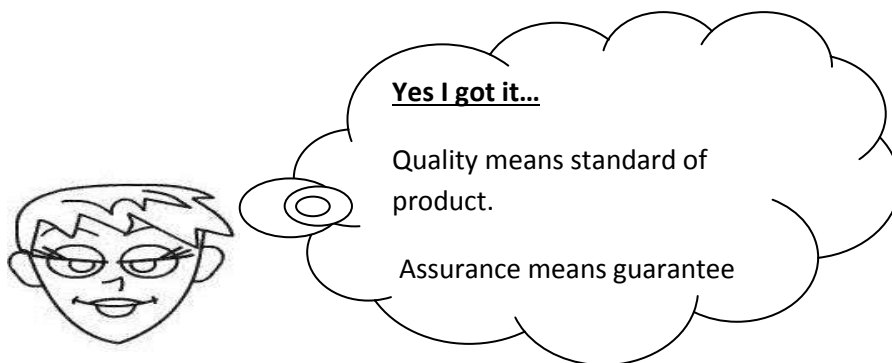 Yes I got it…
Quality means standard of
product.
Assurance means guarantee